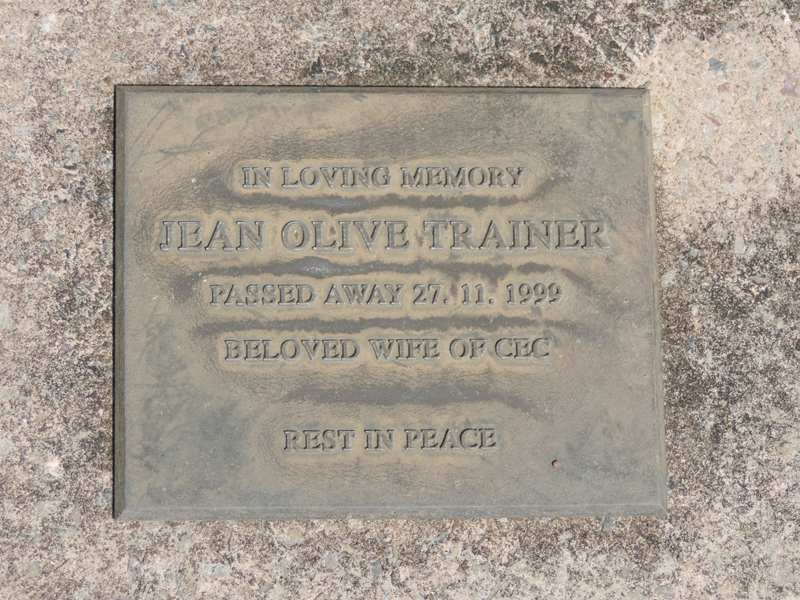 IN LOVING MEMORY
JEAN OLIVE TRAINER
PASSED AWAY 27. 11. 1999
BELOVED WIFE OF CEC
REST IN PEACE